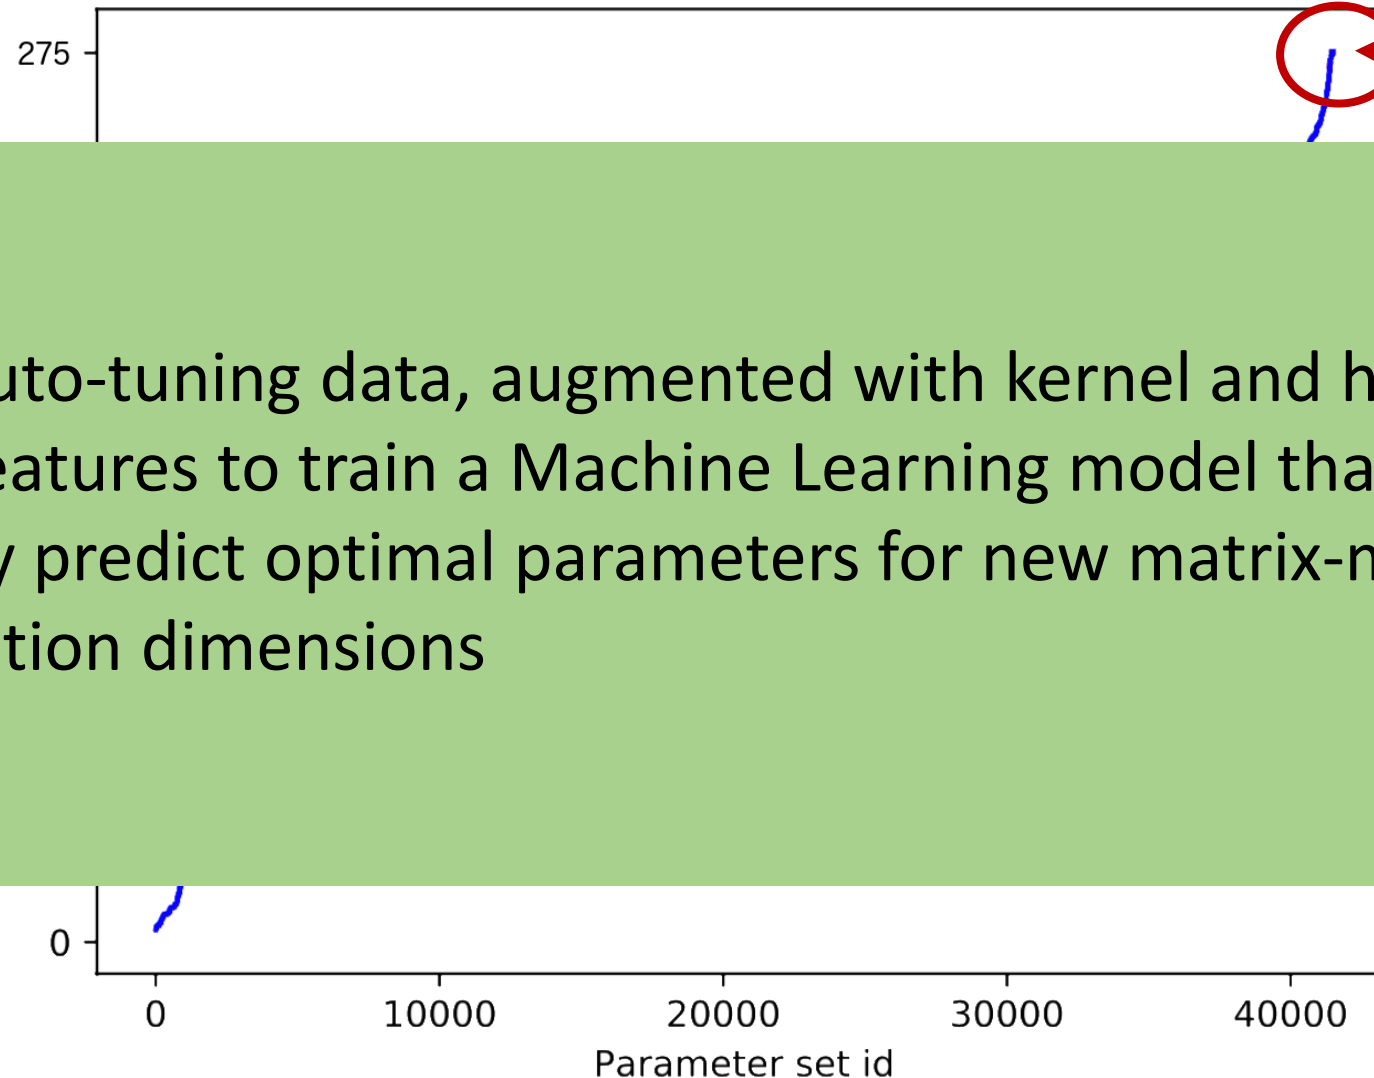 275
uto-tuning data, augmented with kernel and h
eatures to train a Machine Learning model tha
y predict optimal parameters for new matrix-m
tion dimensions
0
0 10000 20000 30000 40000
Parameter set id